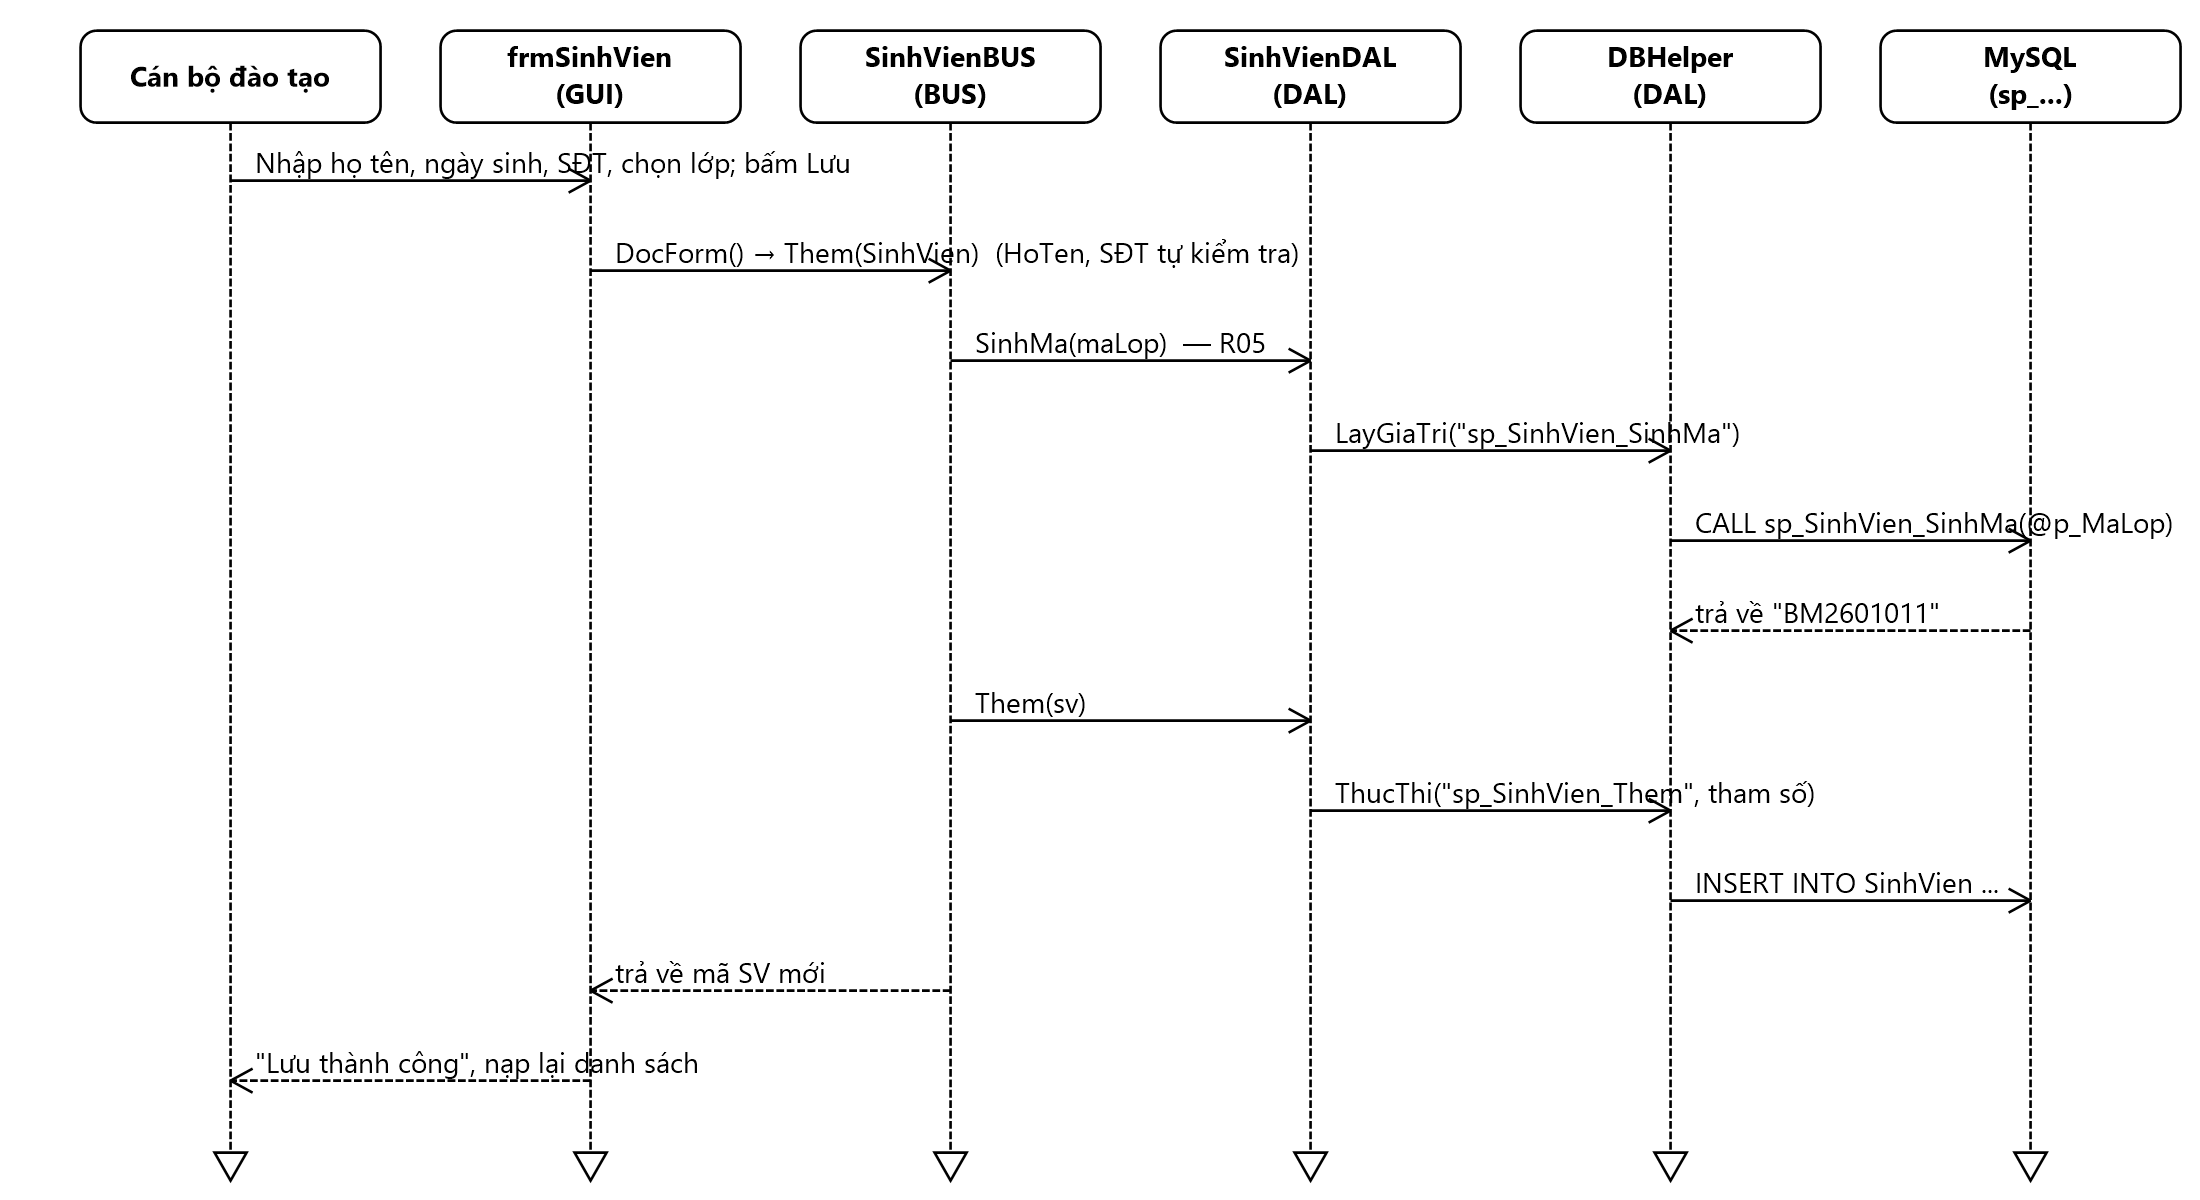 Cán bộ đào tạo
frmSinhVien
(GUI)
SinhVienBUS
(BUS)
SinhVienDAL
(DAL)
DBHelper
(DAL)
MySQL
(sp_...)
Nhập họ tên, ngày sinh, SĐT, chọn lớp; bấm Lưu
DocForm() → Them(SinhVien)  (HoTen, SĐT tự kiểm tra)
SinhMa(maLop)  — R05
LayGiaTri("sp_SinhVien_SinhMa")
CALL sp_SinhVien_SinhMa(@p_MaLop)
trả về "BM2601011"
Them(sv)
ThucThi("sp_SinhVien_Them", tham số)
INSERT INTO SinhVien ...
trả về mã SV mới
"Lưu thành công", nạp lại danh sách